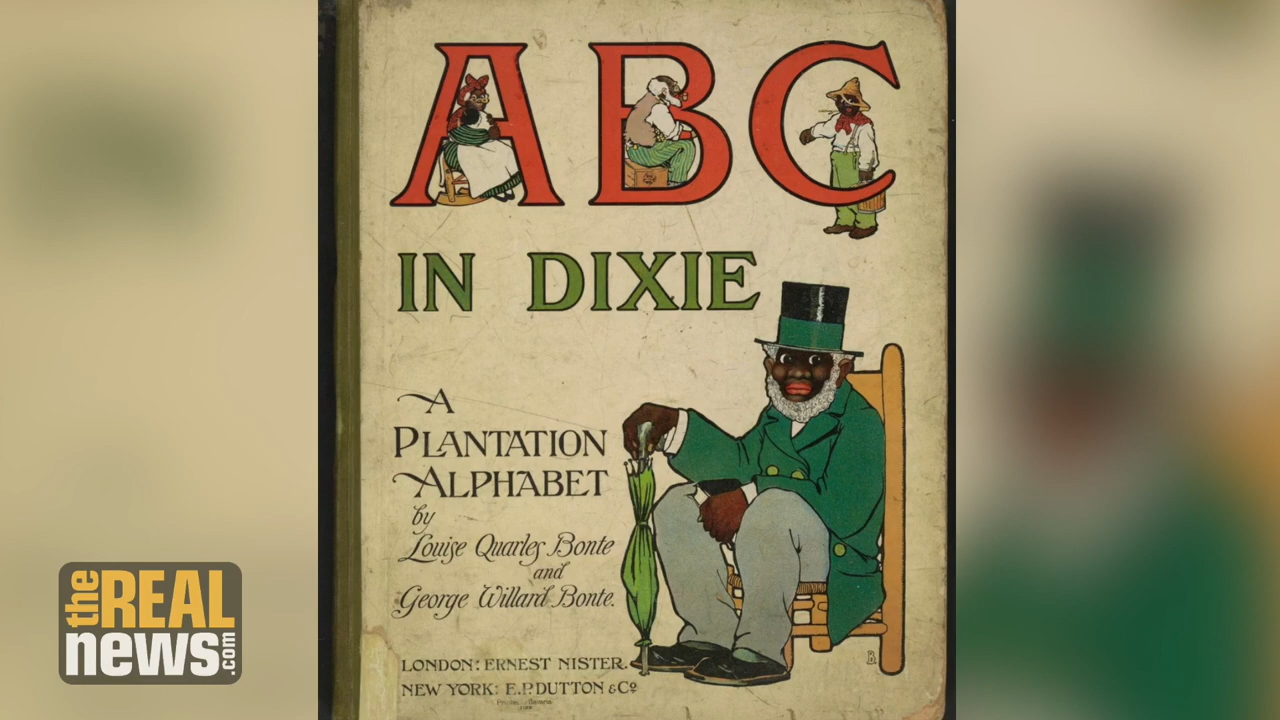 ABC
IN DIXIE
A
PLANTATION
ALPHABET
by
Louise Quarles Bonte
and
George Willard Bonte.
LONDON: ERNEST NISTER.
NEW YORK: E.P. DUTTON & Co
B
the REAL
news.com